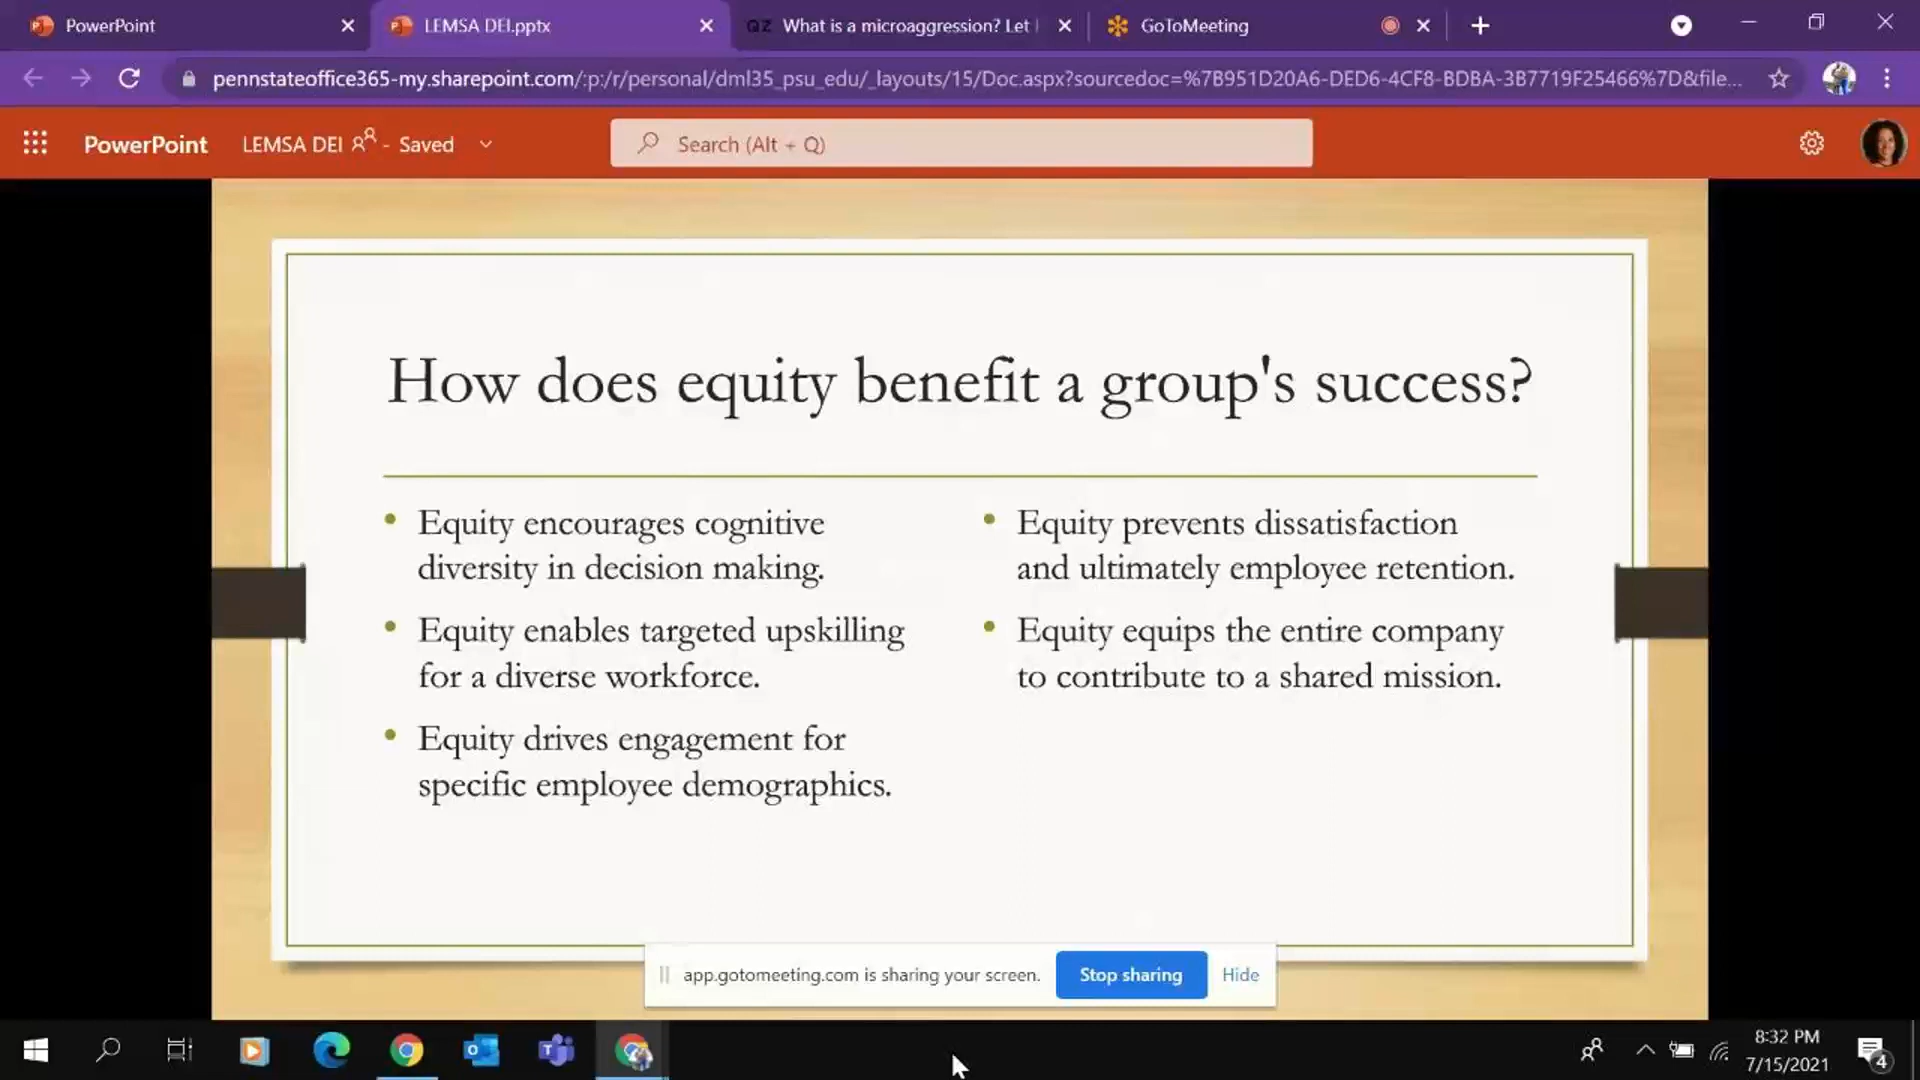 PowerPoint
LEMSA DEI.pptx
QZ What is a microaggression? Let
GoToMeeting
pennstateoffice365-my.sharepoint.com/:p:/r/personal/dml35_psu_edu/_layouts/15/Doc.aspx?sourcedoc=%7B951D20A6-DED6-4CF8-BDBA-3B7719F25466%7D&file...
PowerPoint
LEMSA DEI - Saved
Search (Alt + Q)
How does equity benefit a group's success?
• Equity encourages cognitive
diversity in decision making.
• Equity enables targeted upskilling
for a diverse workforce.
• Equity drives engagement for
specific employee demographics.
• Equity prevents dissatisfaction
and ultimately employee retention.
• Equity equips the entire company
to contribute to a shared mission.
app.gotomeeting.com is sharing your screen.
Stop sharing
Hide
8:32 PM
7/15/2021
4